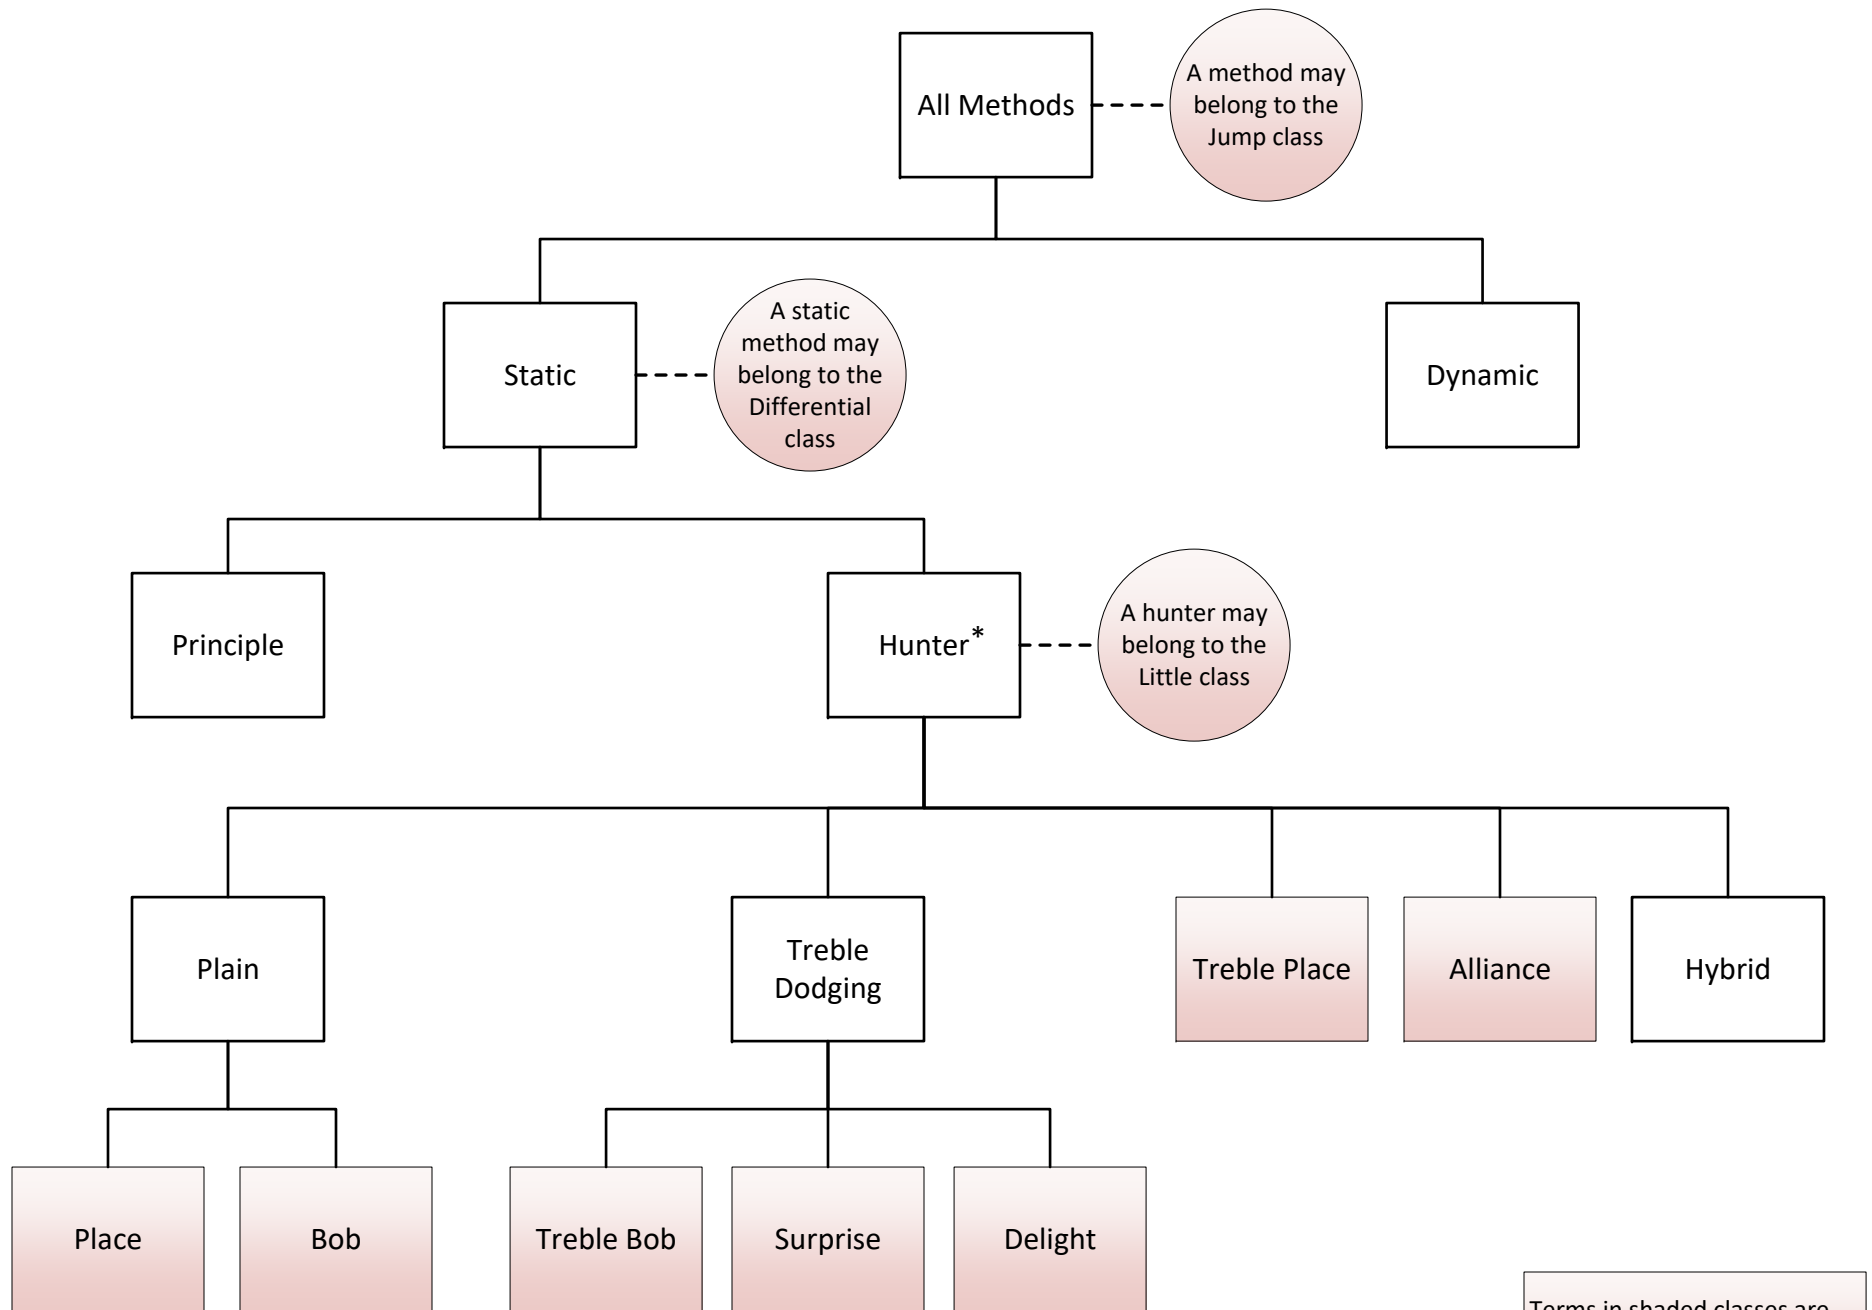 All Methods
A method may
belong to the
Jump class
Static
A static
method may
belong to the
Differential
class
Dynamic
Principle
Hunter*
A hunter may
belong to the
Little class
Plain
Treble
Dodging
Treble Place
Alliance
Hybrid
Place
Bob
Treble Bob
Surprise
Delight
Terms in shaded classes are